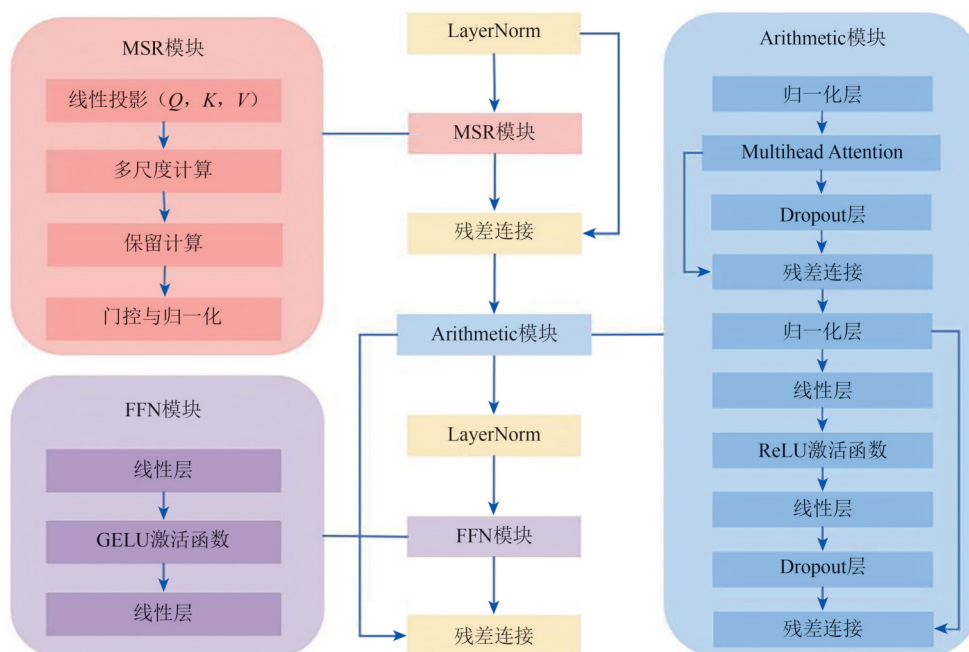 MSR模块
线性投影（Q，K，V）
多尺度计算
保留计算
门控与归一化
FFN模块
线性层
GELU激活函数
线性层
LayerNorm
MSR模块
残差连接
Arithmetic模块
LayerNorm
FFN模块
残差连接
Arithmetic模块
归一化层
Multihead Attention
Dropout层
残差连接
归一化层
线性层
ReLU激活函数
线性层
Dropout层
残差连接